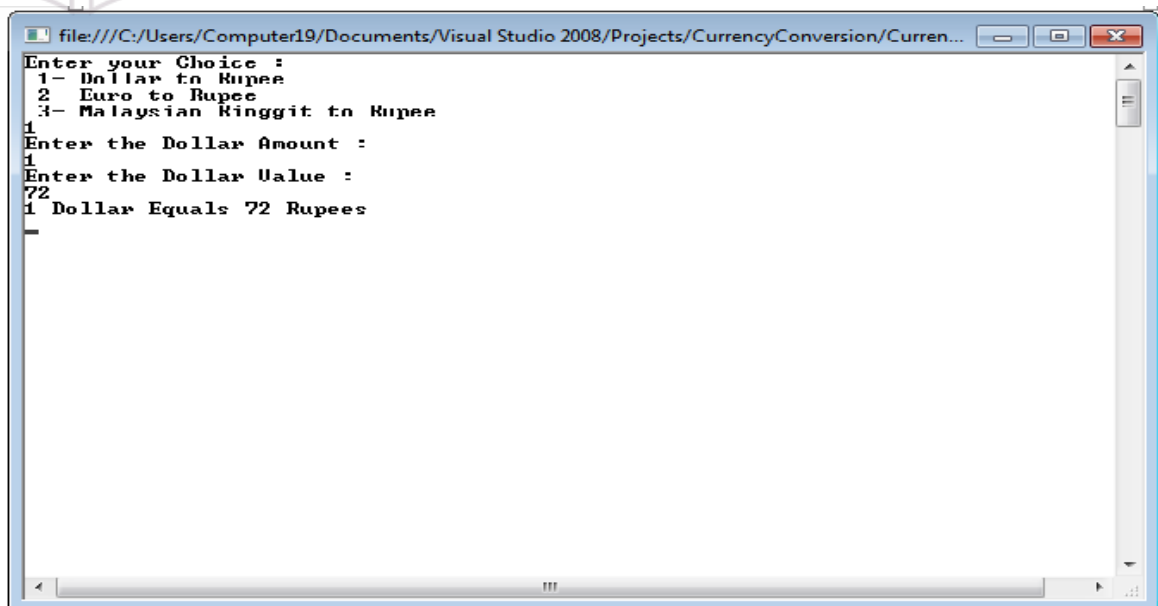 file:///C:/Users/Computer19/Documents/Visual Studio 2008/Projects/CurrencyConversion/Curren...
Enter your Choice :
1- Dollar to Rupee
2 Euro to Rupee
3- Malaysian Ringgit to Rupee
1
Enter the Dollar Amount :
1
Enter the Dollar Value :
72
1 Dollar Equals 72 Rupees